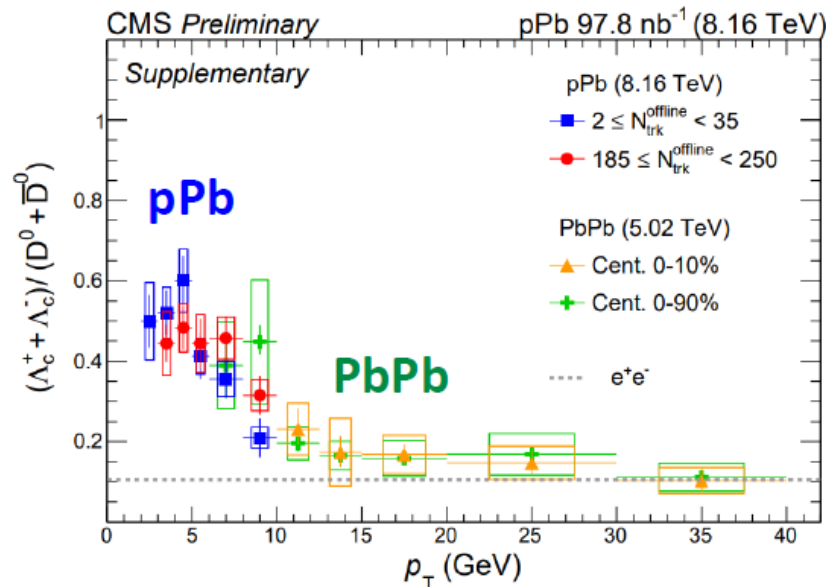 CMS Preliminary pPb 97.8 nb⁻¹ (8.16 TeV)
Supplementary
pPb (8.16 TeV)
2 ≤ N_trk^offline < 35
185 ≤ N_trk^offline < 250
PbPb (5.02 TeV)
Cent. 0-10%
Cent. 0-90%
e⁺e⁻
pPb
PbPb
(Λ_c^+ + Λ_c^-) / (D⁰ + D̅⁰)
1
0.8
0.6
0.4
0.2
0 5 10 15 20 25 30 35 40
p_T (GeV)